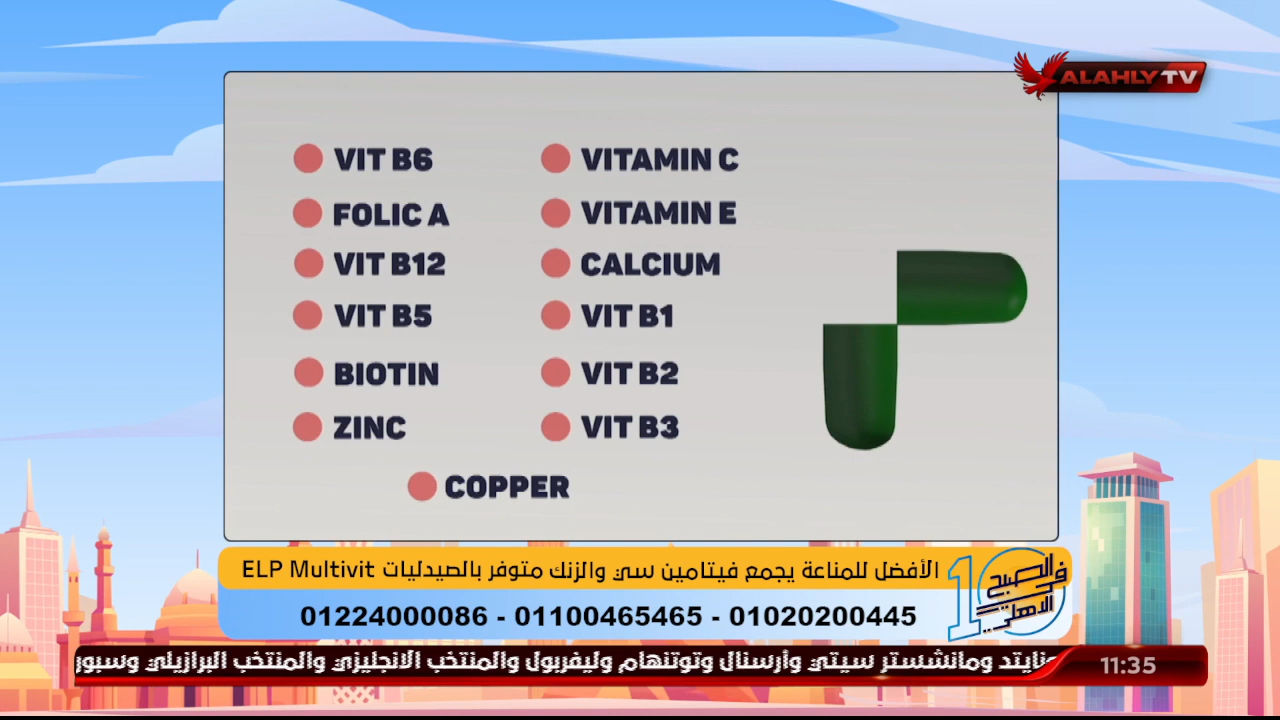 ALAHLY TV
VIT B6
VITAMIN C
FOLIC A
VITAMIN E
VIT B12
CALCIUM
VIT B5
VIT B1
BIOTIN
VIT B2
ZINC
VIT B3
COPPER
الأفضل للمناعة يجمع فيتامين سي والزنك متوفر بالصيدليات ELP Multivit
10
في الصبح
الأهلي..
01224000086 - 01100465465 - 01020200445
ومانشستر سيتي وأرسنال وتوتنهام وليفربول والمنتخب الانجليزي والمنتخب البرازيلي
11:35